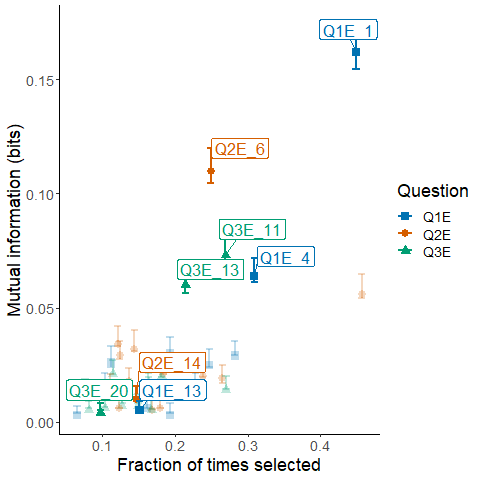 Q1E_1
0.15
Q2E_6
0.10
Q3E_11
Q1E_4
Q3E_13
0.05
Q2E_14
Q3E_20
Q1E_13
0.00
0.1
0.2
0.3
0.4
Fraction of times selected
Mutual information (bits)
Question
Q1E
Q2E
Q3E